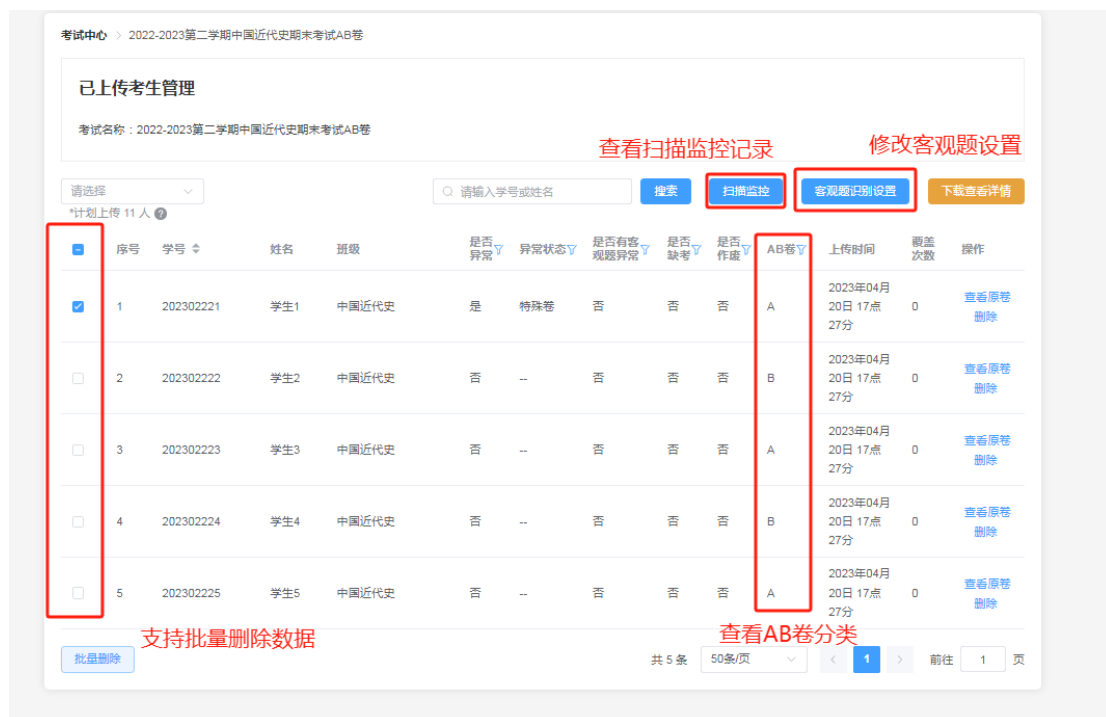 考试中心 > 2022-2023第二学期中国近代史期末考试AB卷
已上传考生管理
考试名称：2022-2023第二学期中国近代史期末考试AB卷
查看扫描监控记录
修改客观题设置
请选择
请输入学号或姓名
搜索
扫描监控
客观题识别设置
下载查看详情
*计划上传 11 人 ?
序号 学号 姓名 班级 是否异常 异常状态 是否有客观题异常 是否缺考 是否作废 AB卷 上传时间 覆盖次数 操作
1 202302221 学生1 中国近代史 是 特殊卷 否 否 否 A 2023年04月20日 17点27分 0 查看原卷 删除
2 202302222 学生2 中国近代史 否 -- 否 否 否 B 2023年04月20日 17点27分 0 查看原卷 删除
3 202302223 学生3 中国近代史 否 -- 否 否 否 A 2023年04月20日 17点27分 0 查看原卷 删除
4 202302224 学生4 中国近代史 否 -- 否 否 否 B 2023年04月20日 17点27分 0 查看原卷 删除
5 202302225 学生5 中国近代史 否 -- 否 否 否 A 2023年04月20日 17点27分 0 查看原卷 删除
支持批量删除数据
查看AB卷分类
批量删除
共 5 条 50条/页 < 1 > 前往 1 页